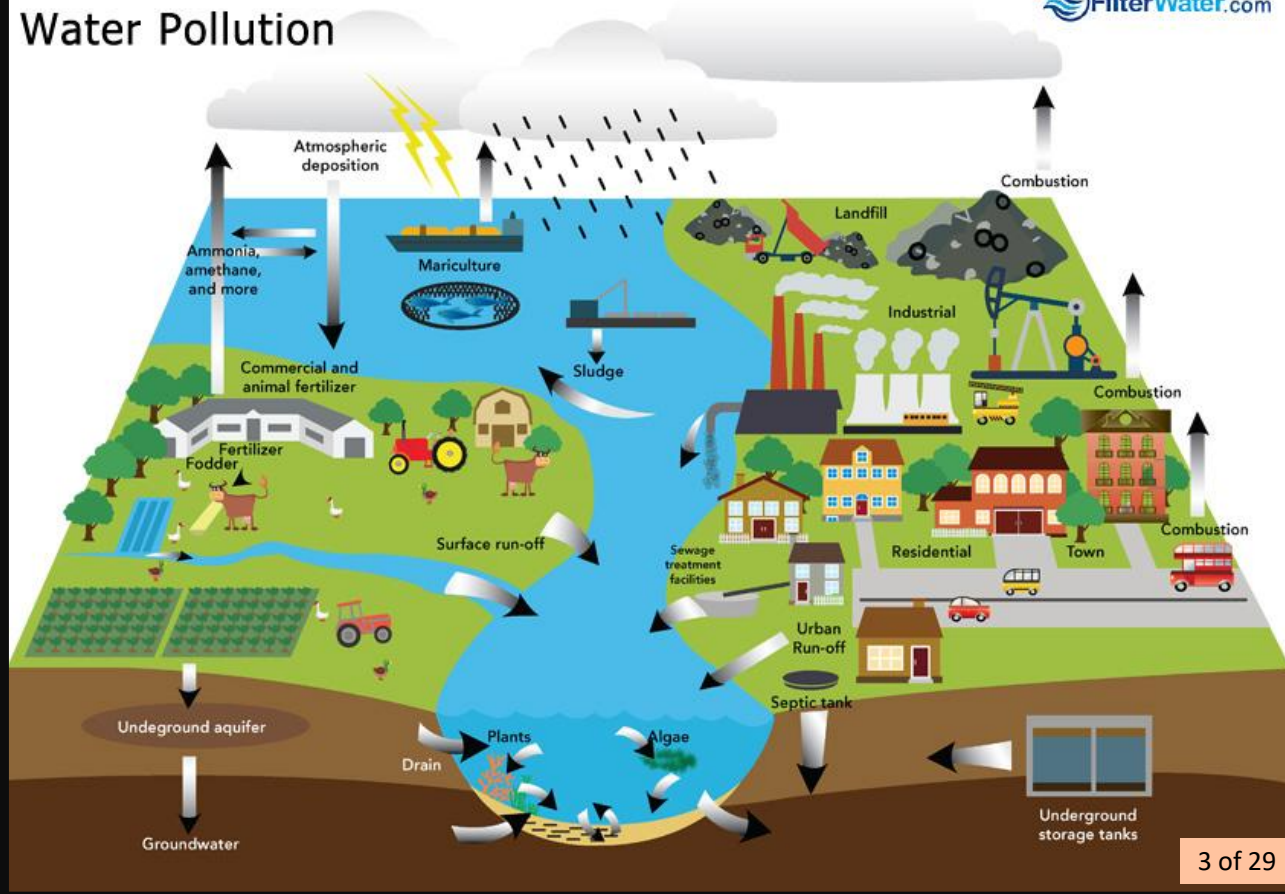 Water Pollution
FilterWater.com
Atmospheric
deposition
Combustion
Landfill
Ammonia,
amethane,
and more
Mariculture
Industrial
Sludge
Commercial and
animal fertilizer
Combustion
Fertilizer
Fodder
Surface run-off
Sewage
treatment
facilities
Residential
Town
Combustion
Urban
Run-off
Septic tank
Undeground aquifer
Plants
Algae
Drain
Groundwater
Underground
storage tanks
3 of 29